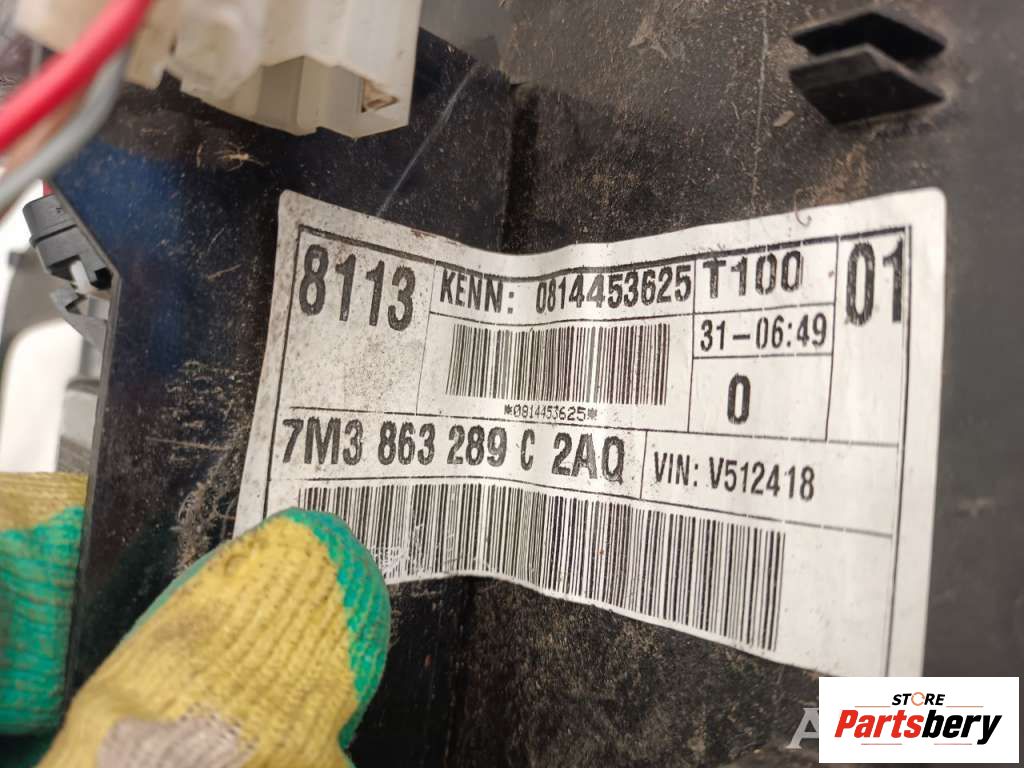 8113
KENN: 0814453625
T100
01
31-06:49
*0814453625*
0
7M3 863 289 C 2AQ
VIN: V512418
STORE
Partsbery